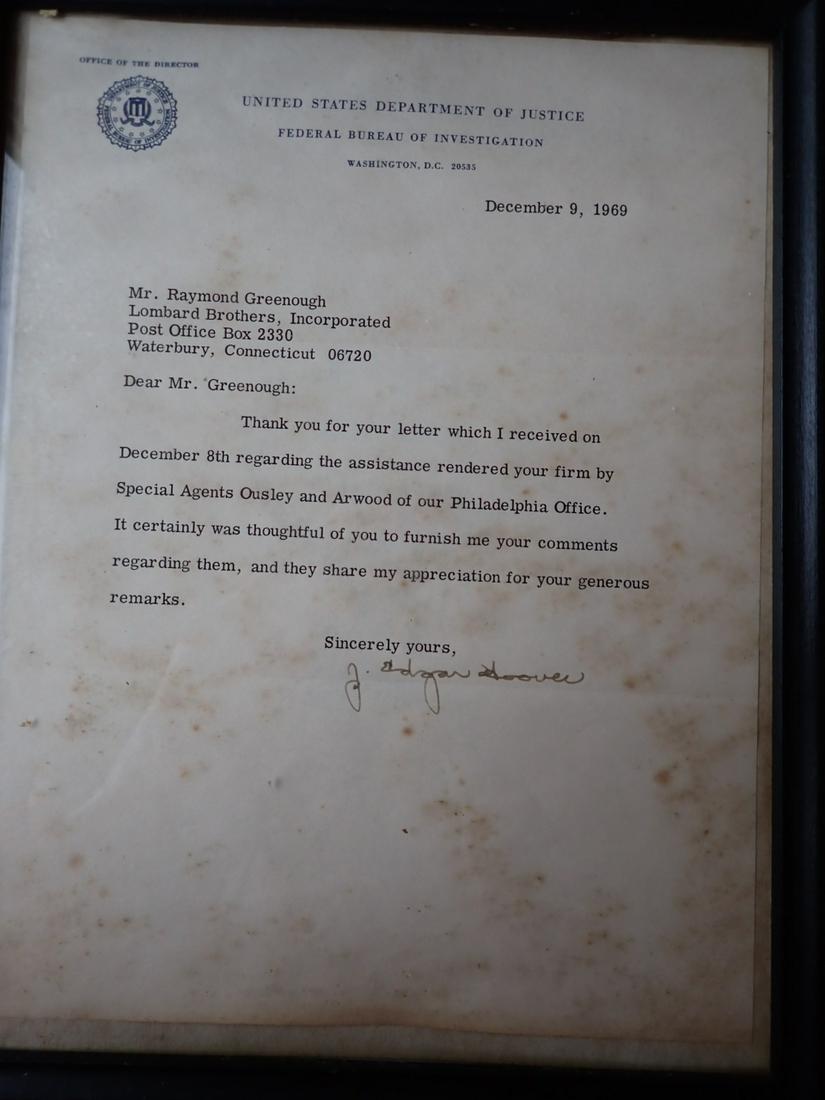 OFFICE OF THE DIRECTOR
UNITED STATES DEPARTMENT OF JUSTICE
FEDERAL BUREAU OF INVESTIGATION
WASHINGTON, D.C. 20535
December 9, 1969
Mr. Raymond Greenough
Lombard Brothers, Incorporated
Post Office Box 2330
Waterbury, Connecticut 06720
Dear Mr. Greenough:
Thank you for your letter which I received on
December 8th regarding the assistance rendered your firm by
Special Agents Ousley and Arwood of our Philadelphia Office.
It certainly was thoughtful of you to furnish me your comments
regarding them, and they share my appreciation for your generous
remarks.
Sincerely yours,
J. Edgar Hoover